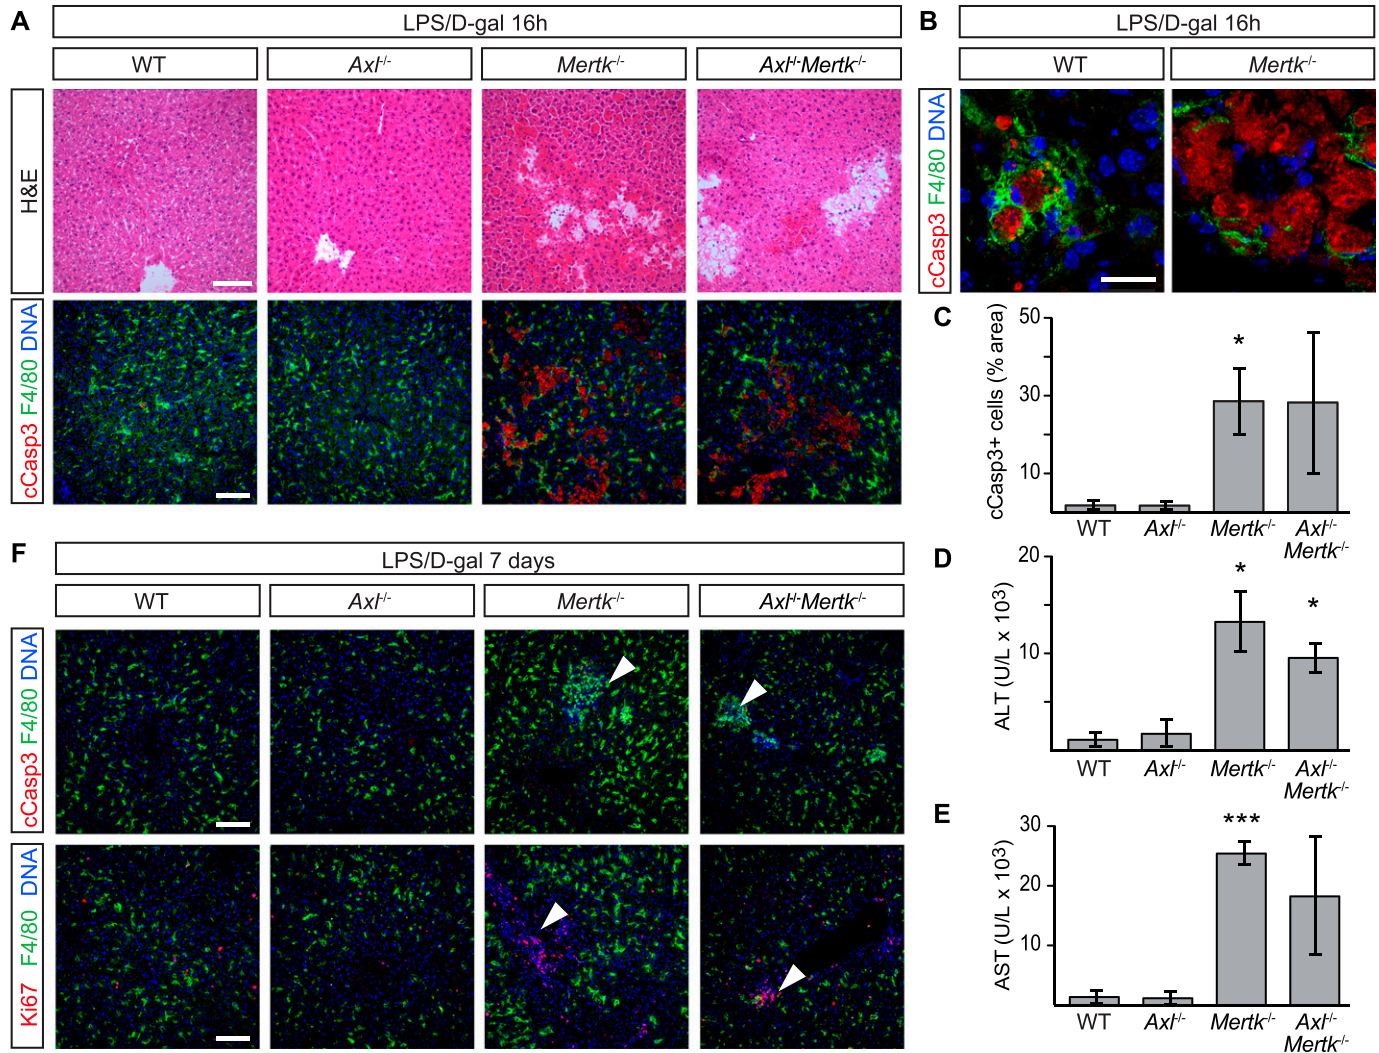 A
LPS/D-gal 16h
WT
Axl-/-
Mertk-/-
Axl-/-Mertk-/-
H&E
cCasp3 F4/80 DNA
B
LPS/D-gal 16h
WT
Mertk-/-
cCasp3 F4/80 DNA
C
cCasp3+ cells (% area)
50
30
10
*
WT
Axl-/-
Mertk-/-
Axl-/-
Mertk-/-
D
ALT (U/L x 103)
20
10
*
*
WT
Axl-/-
Mertk-/-
Axl-/-
Mertk-/-
E
AST (U/L x 103)
30
20
10
***
WT
Axl-/-
Mertk-/-
Axl-/-
Mertk-/-
F
LPS/D-gal 7 days
WT
Axl-/-
Mertk-/-
Axl-/-Mertk-/-
cCasp3 F4/80 DNA
Ki67 F4/80 DNA